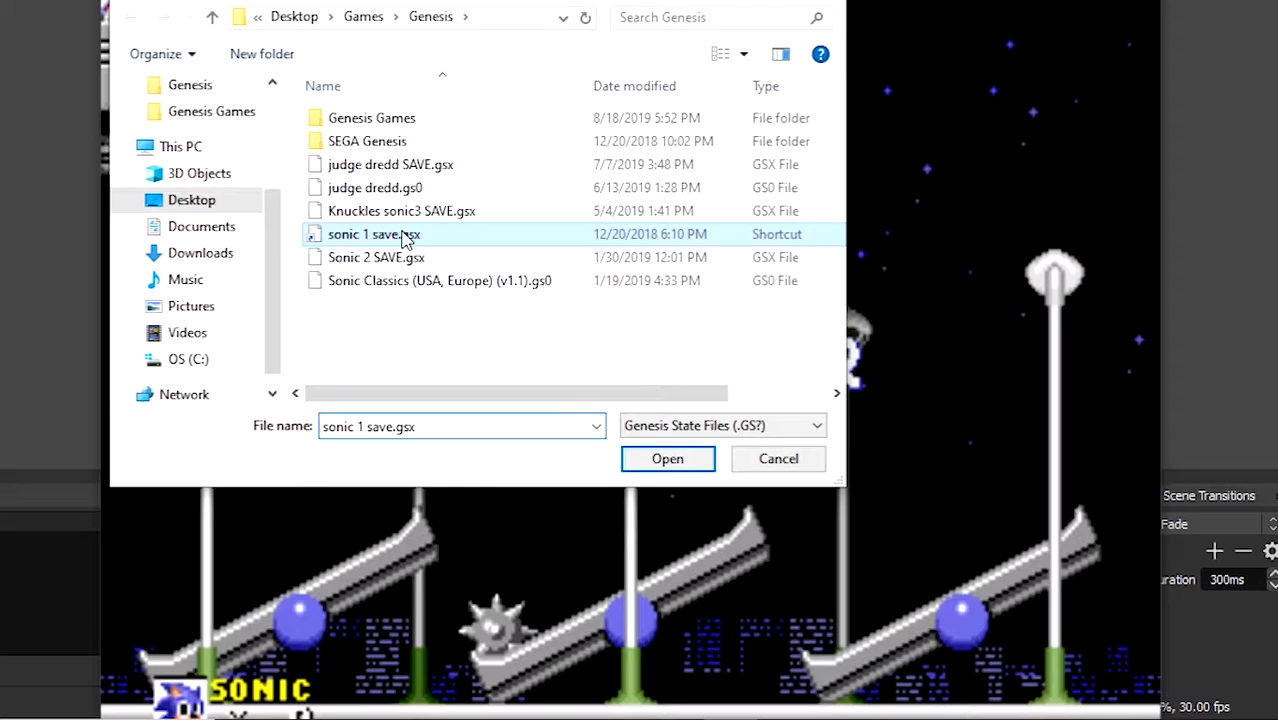 « Desktop > Games > Genesis >
Search Genesis
Organize
New folder
Name
Date modified
Type
Genesis
Genesis Games
This PC
3D Objects
Desktop
Documents
Downloads
Music
Pictures
Videos
OS (C:)
Network
Genesis Games 8/18/2019 5:52 PM File folder
SEGA Genesis 12/20/2018 10:02 PM File folder
judge dredd SAVE.gsx 7/7/2019 3:48 PM GSX File
judge dredd.gs0 6/13/2019 1:28 PM GS0 File
Knuckles sonic3 SAVE.gsx 5/4/2019 1:41 PM GSX File
sonic 1 save.gsx 12/20/2018 6:10 PM Shortcut
Sonic 2 SAVE.gsx 1/30/2019 12:01 PM GSX File
Sonic Classics (USA, Europe) (v1.1).gs0 1/19/2019 4:33 PM GS0 File
File name: sonic 1 save.gsx
Genesis State Files (.GS?)
Open
Cancel
Scene Transitions
Fade
uration 300ms
%, 30.00 fps
SONIC